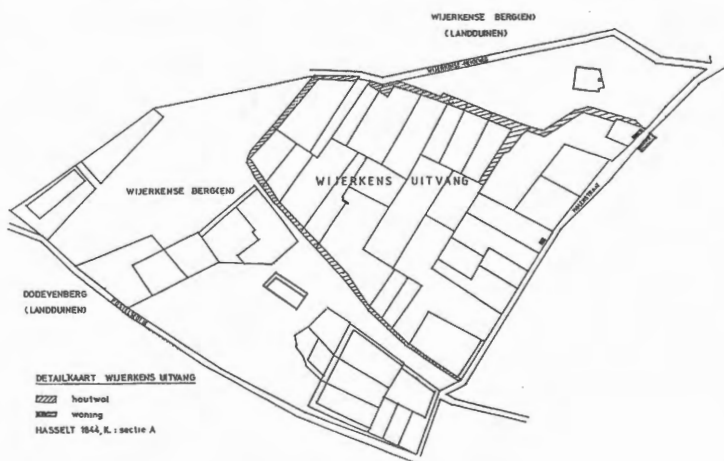 WIJERKENSE BERG(EN)
(LANDDUINEN)
WIJERKENS UITVANG
WIJERKENSE BERG(EN)
DODEVENBERG
(LANDDUINEN)
DETAILKAART WIJERKENS UITVANG
houtwal
woning
HASSELT 1844, K. : sectie A